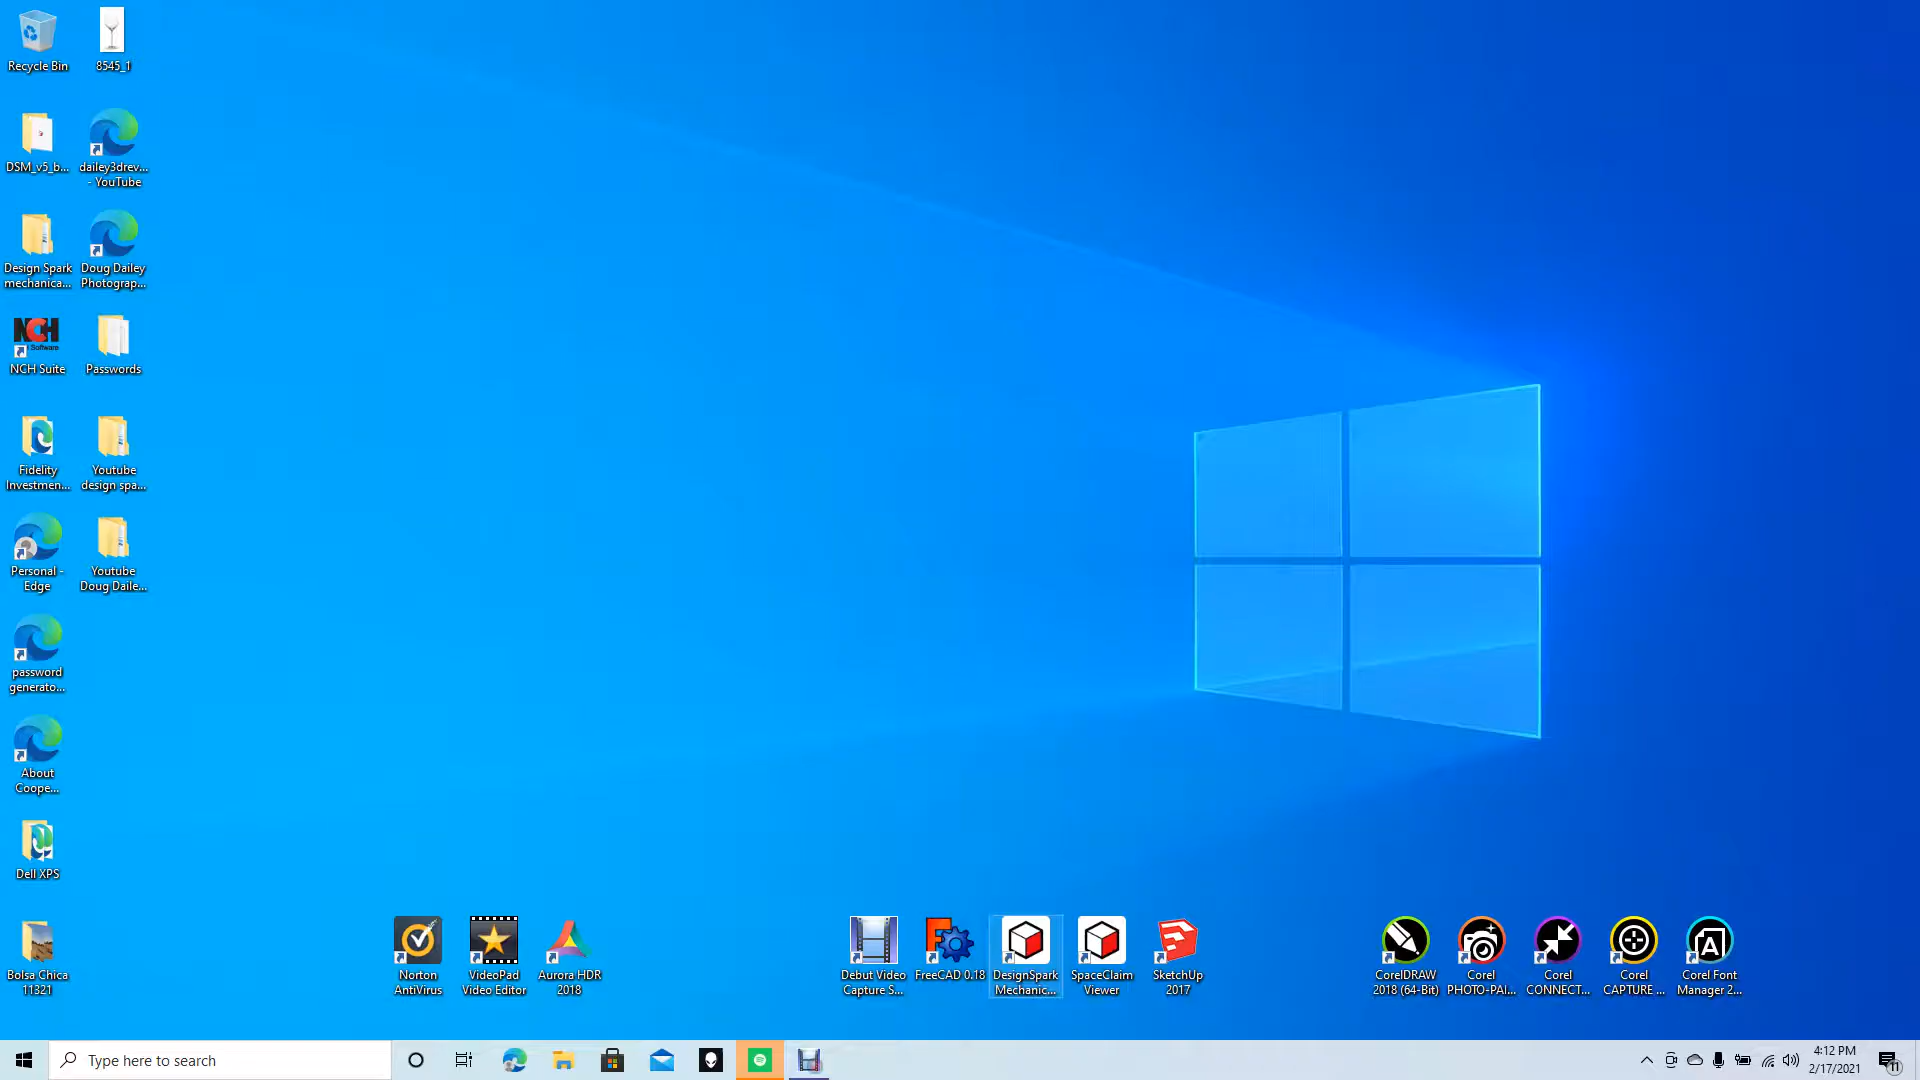 Recycle Bin
8545_1
DSM_v5_b...
dailey3drev...
- YouTube
Design Spark
mechanica...
Doug Dailey
Photograp...
NCH
Software
NCH Suite
Passwords
Fidelity
Investmen...
Youtube
design spa...
Personal -
Edge
Youtube
Doug Daile...
password
generato...
About
Coope...
Dell XPS
Bolsa Chica
11321
Norton
AntiVirus
VideoPad
Video Editor
Aurora HDR
2018
Debut Video
Capture S...
FreeCAD 0.18
DesignSpark
Mechanic...
SpaceClaim
Viewer
SketchUp
2017
CorelDRAW
2018 (64-Bit)
Corel
PHOTO-PAI...
Corel
CONNECT...
Corel
CAPTURE ...
A
Corel Font
Manager 2...
Type here to search
4:12 PM
2/17/2021
11